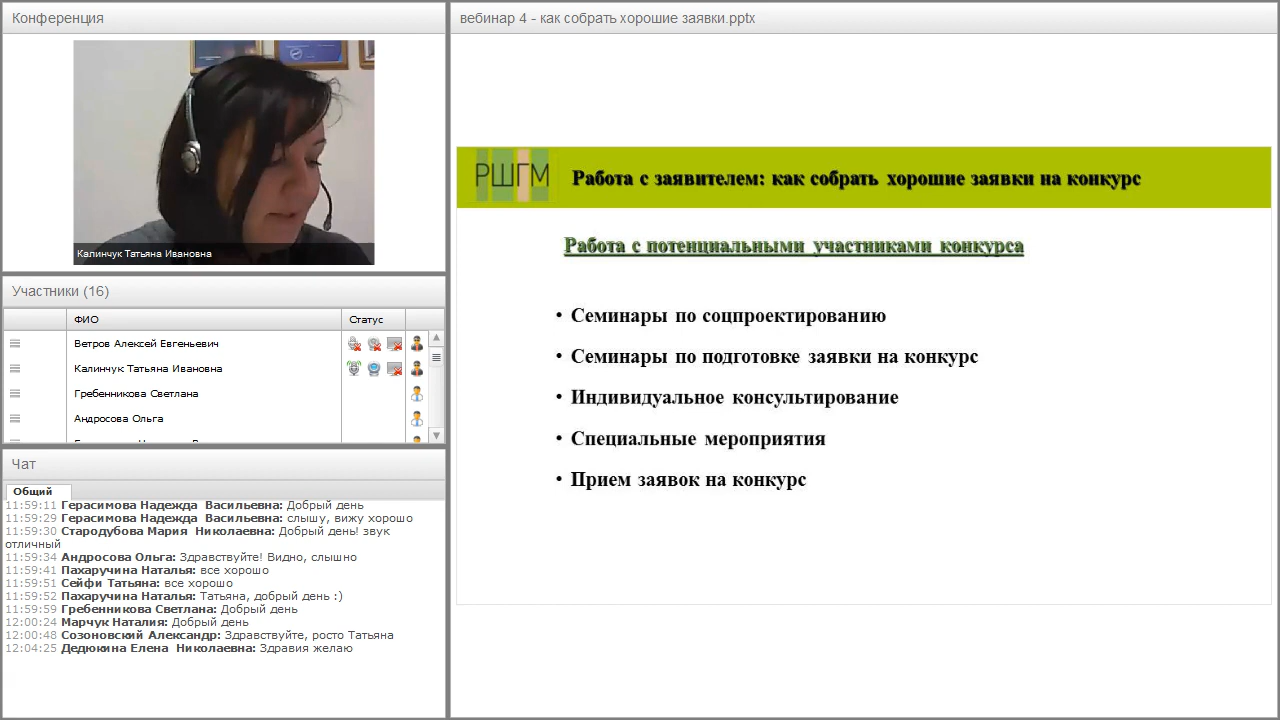 Конференция
Калинчук Татьяна Ивановна
Участники (16)
ФИО Статус
Ветров Алексей Евгеньевич
Калинчук Татьяна Ивановна
Гребенникова Светлана
Андросова Ольга
Чат
Общий
11:59:11 Герасимова Надежда Васильевна: Добрый день
11:59:29 Герасимова Надежда Васильевна: слышу, вижу хорошо
11:59:30 Стародубова Мария Николаевна: Добрый день! звук
отличный
11:59:34 Андросова Ольга: Здравствуйте! Видно, слышно
11:59:41 Пахаручина Наталья: все хорошо
11:59:51 Сейфи Татьяна: все хорошо
11:59:52 Пахаручина Наталья: Татьяна, добрый день :)
11:59:59 Гребенникова Светлана: Добрый день
12:00:24 Марчук Наталия: Добрый день
12:00:48 Созоновский Александр: Здравствуйте, росто Татьяна
12:04:25 Дедюкина Елена Николаевна: Здравия желаю
вебинар 4 - как собрать хорошие заявки.pptx
РШГМ
Работа с заявителем: как собрать хорошие заявки на конкурс
Работа с потенциальными участниками конкурса
• Семинары по соцпроектированию
• Семинары по подготовке заявки на конкурс
• Индивидуальное консультирование
• Специальные мероприятия
• Прием заявок на конкурс